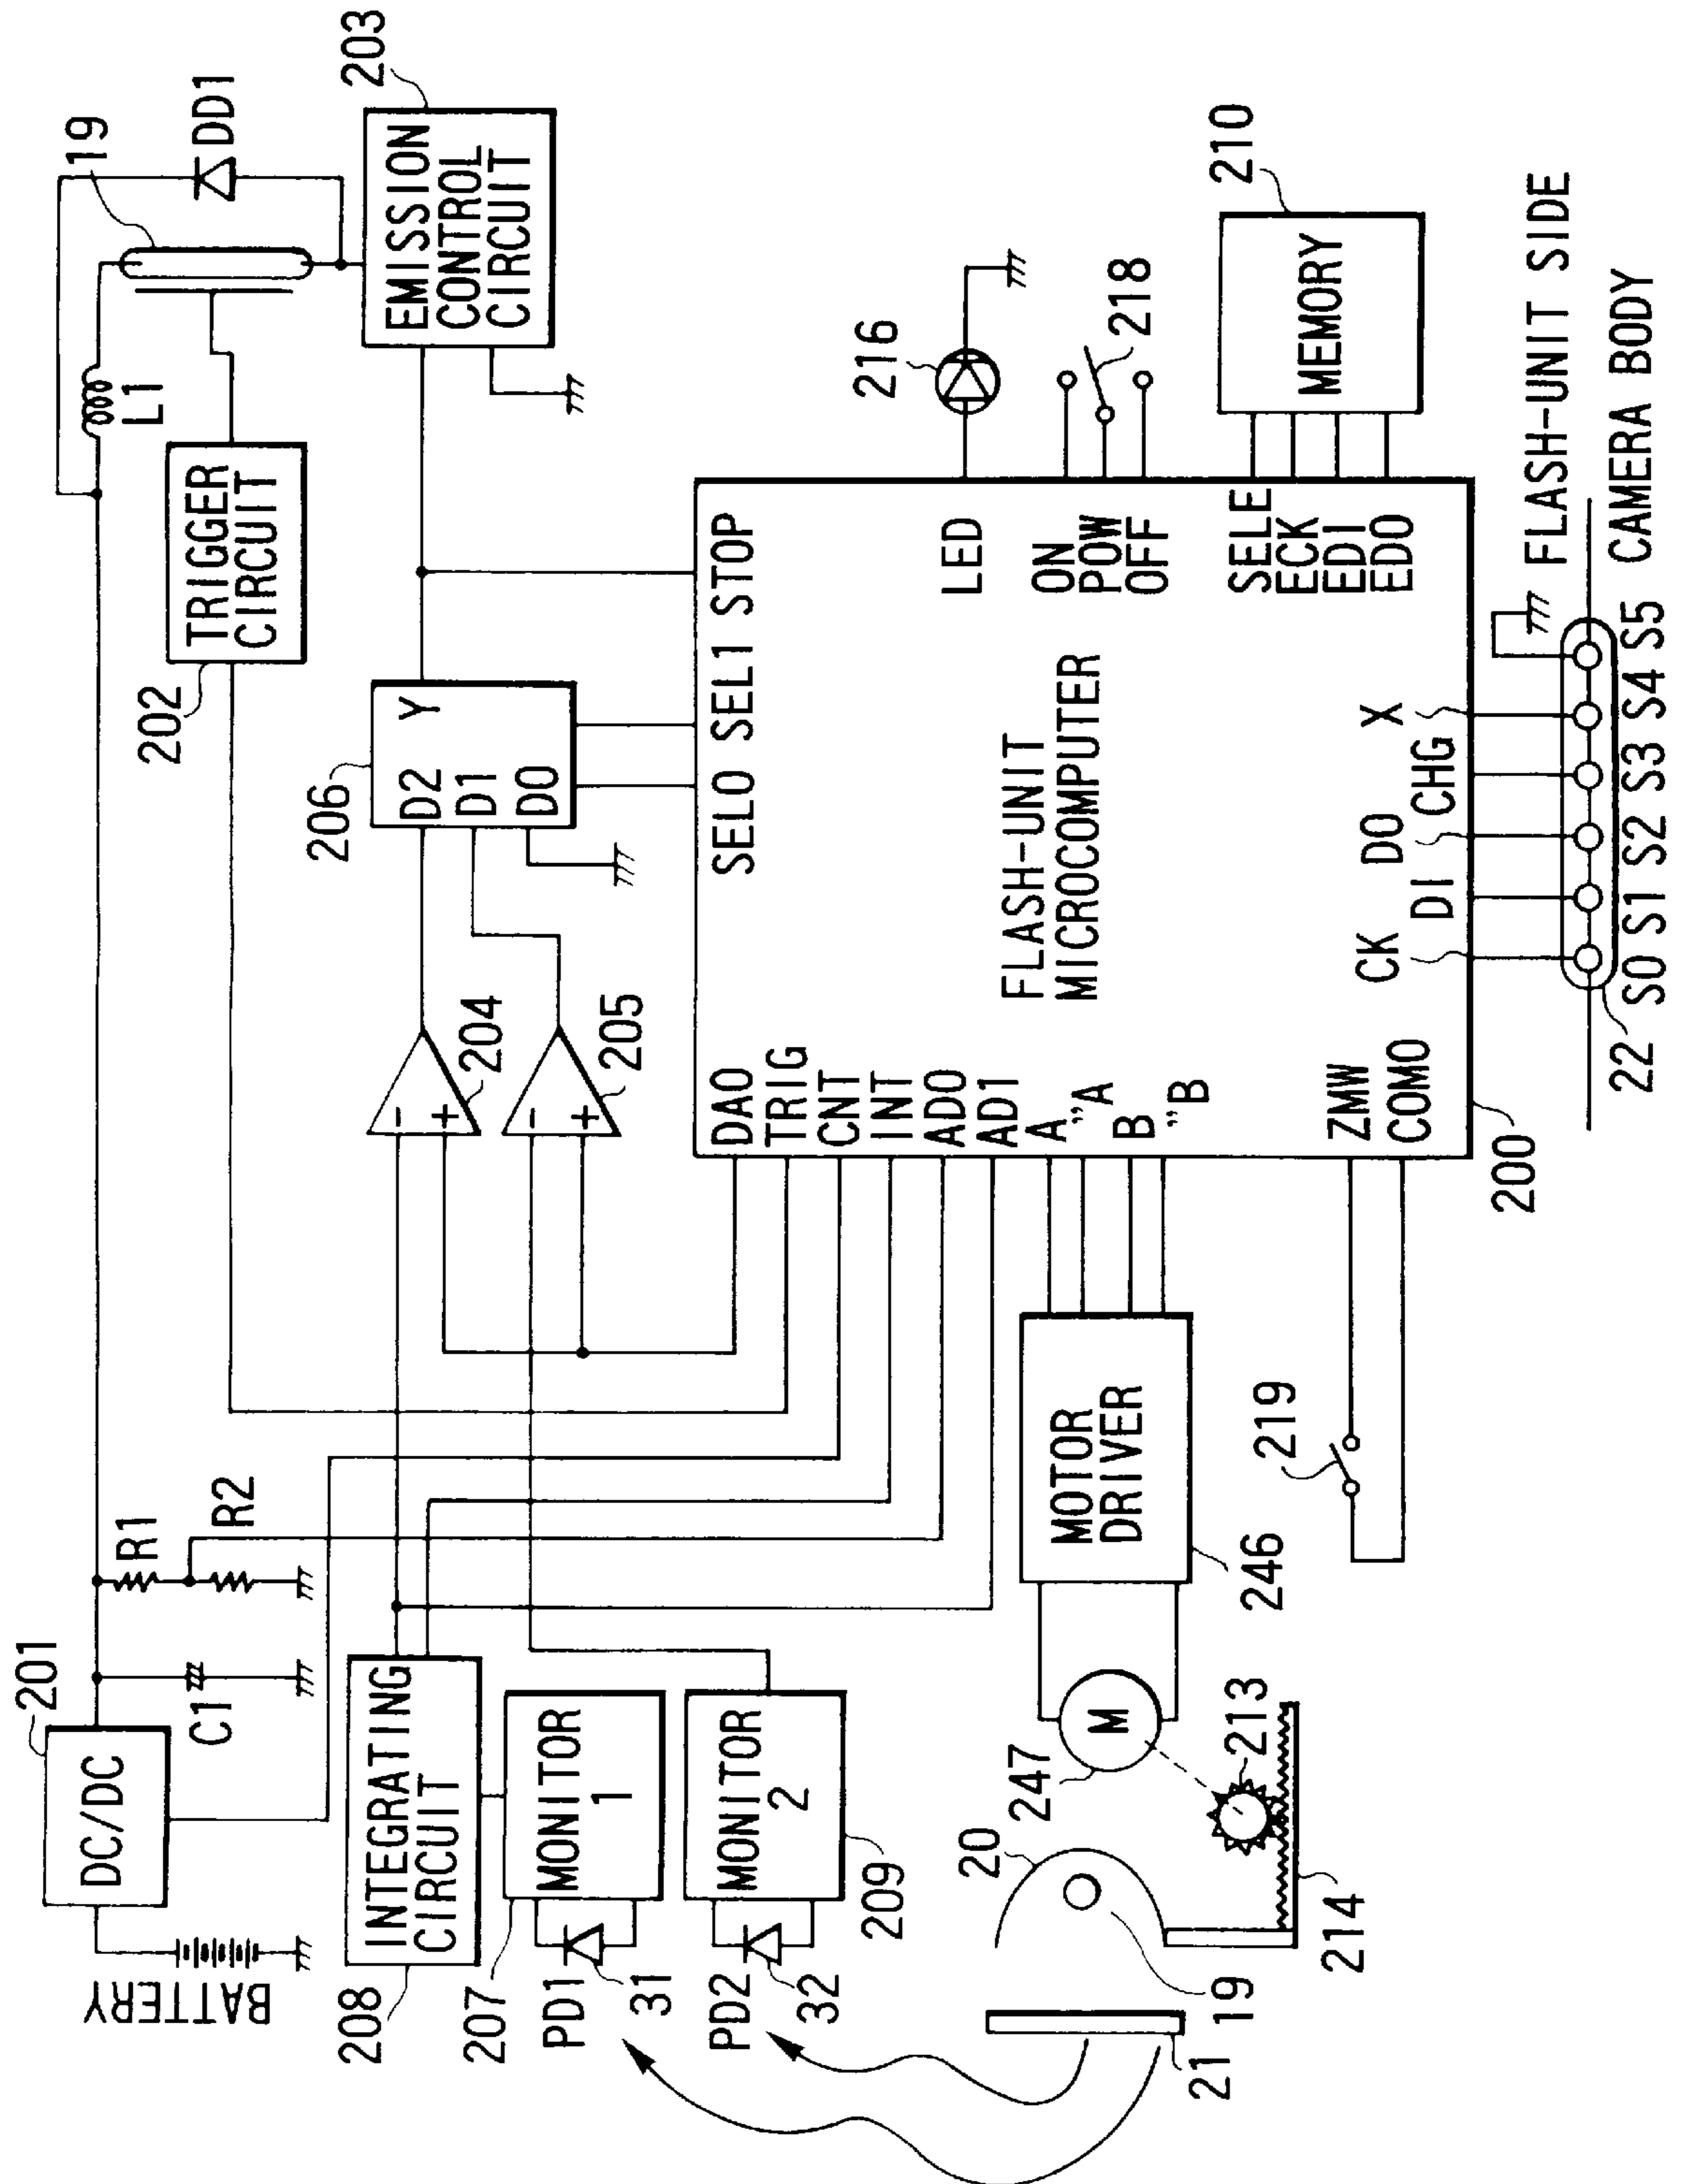 BATTERY
201
DC/DC
C1
R1
R2
202
TRIGGER
CIRCUIT
L1
19
DD1
203
EMISSION
CONTROL
CIRCUIT
206
D2
D1
D0
Y
204
-
+
205
-
+
208
INTEGRATING
CIRCUIT
207
MONITOR
1
PD1
31
MONITOR
2
209
PD2
32
SEL0 SEL1 STOP
DA0
TRIG
CNT
INT
AD0
AD1
A
„A
B
„B
ZMW
COM0
FLASH-UNIT
MICROCOMPUTER
LED
ON
POW
OFF
SELE
ECK
EDI
EDO
216
218
MEMORY
210
CK
DI
DO
CHG
X
200
22
S0 S1 S2 S3 S4 S5
FLASH-UNIT SIDE
CAMERA BODY
MOTOR
DRIVER
246
M
247
213
214
219
20
19
21